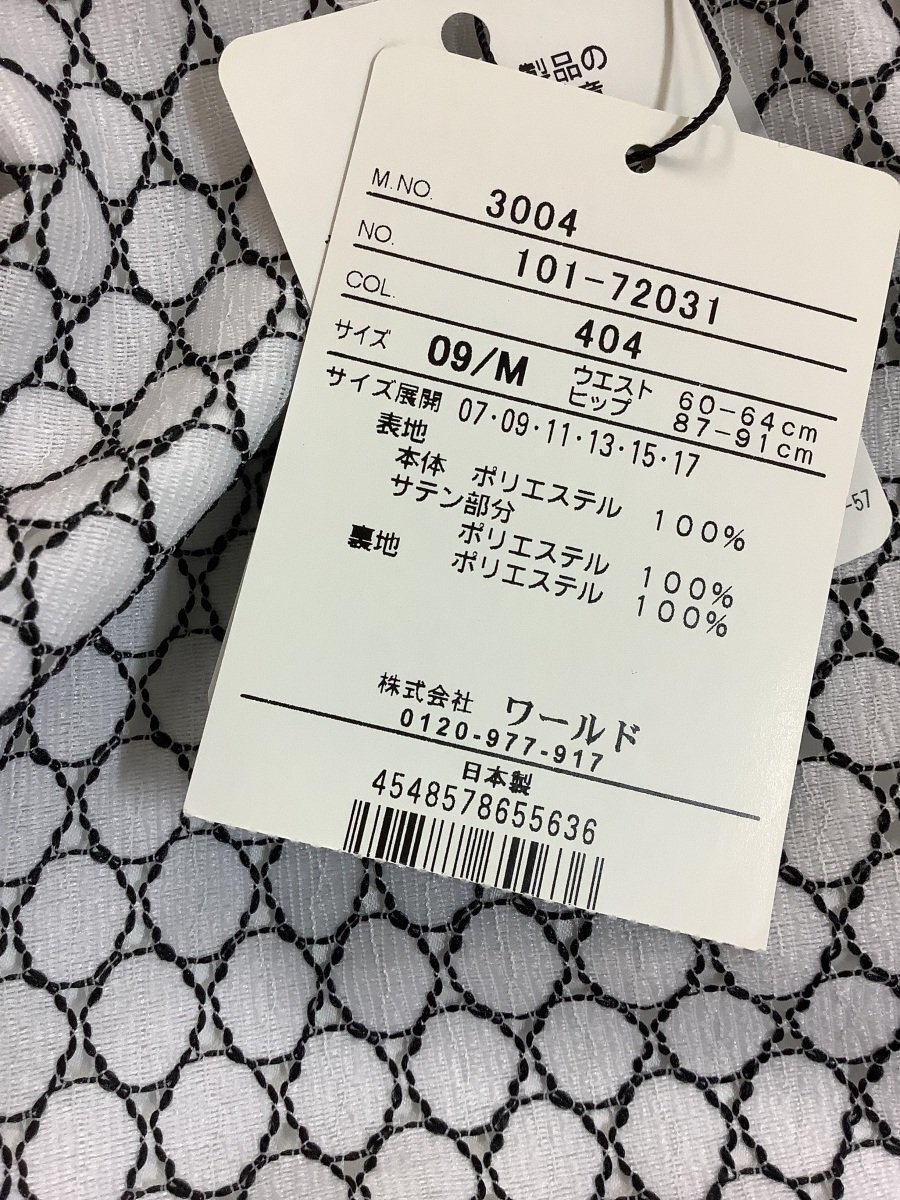 製品の
M.NO. 3004
NO. 101-72031
COL. 404
サイズ 09/M ウエスト 60-64cm
ヒップ 87-91cm
サイズ展開 07・09・11・13・15・17
表地
本体 ポリエステル 100%
サテン部分
ポリエステル 100%
裏地 ポリエステル 100%
株式会社 ワールド
0120-977-917
日本製
4548578655636
-57